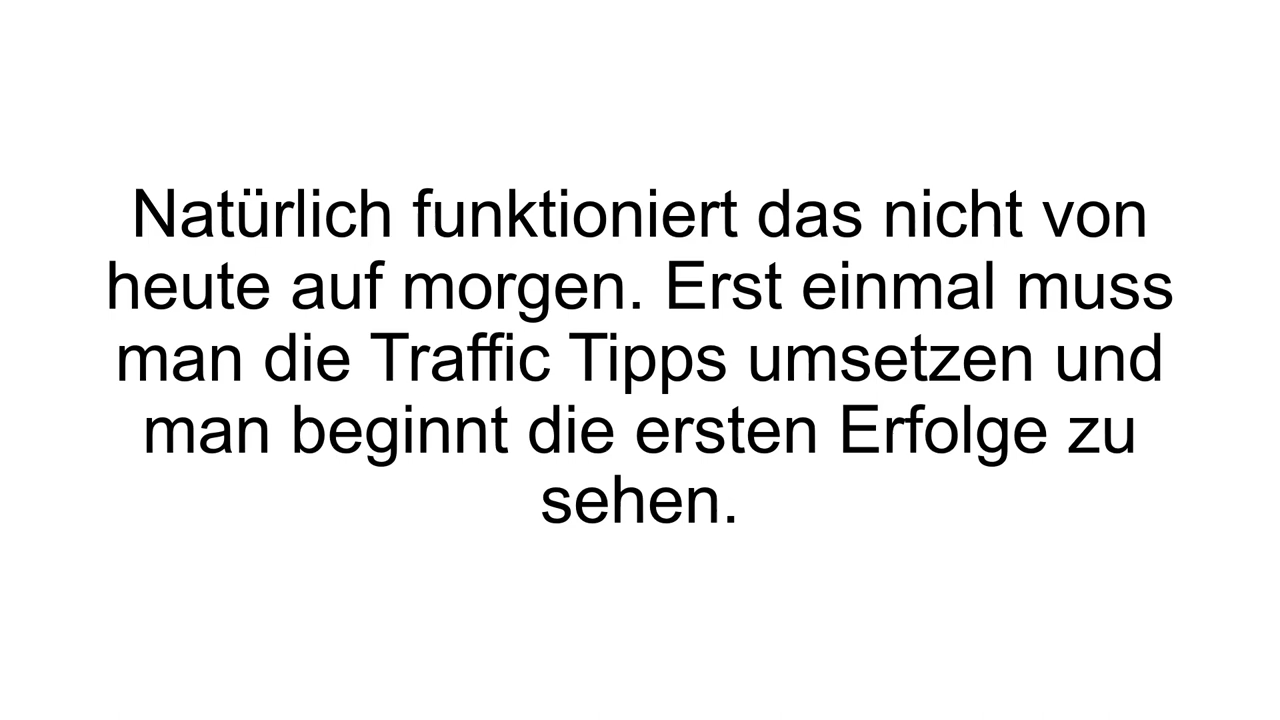 Natürlich funktioniert das nicht von
heute auf morgen. Erst einmal muss
man die Traffic Tipps umsetzen und
man beginnt die ersten Erfolge zu
sehen.